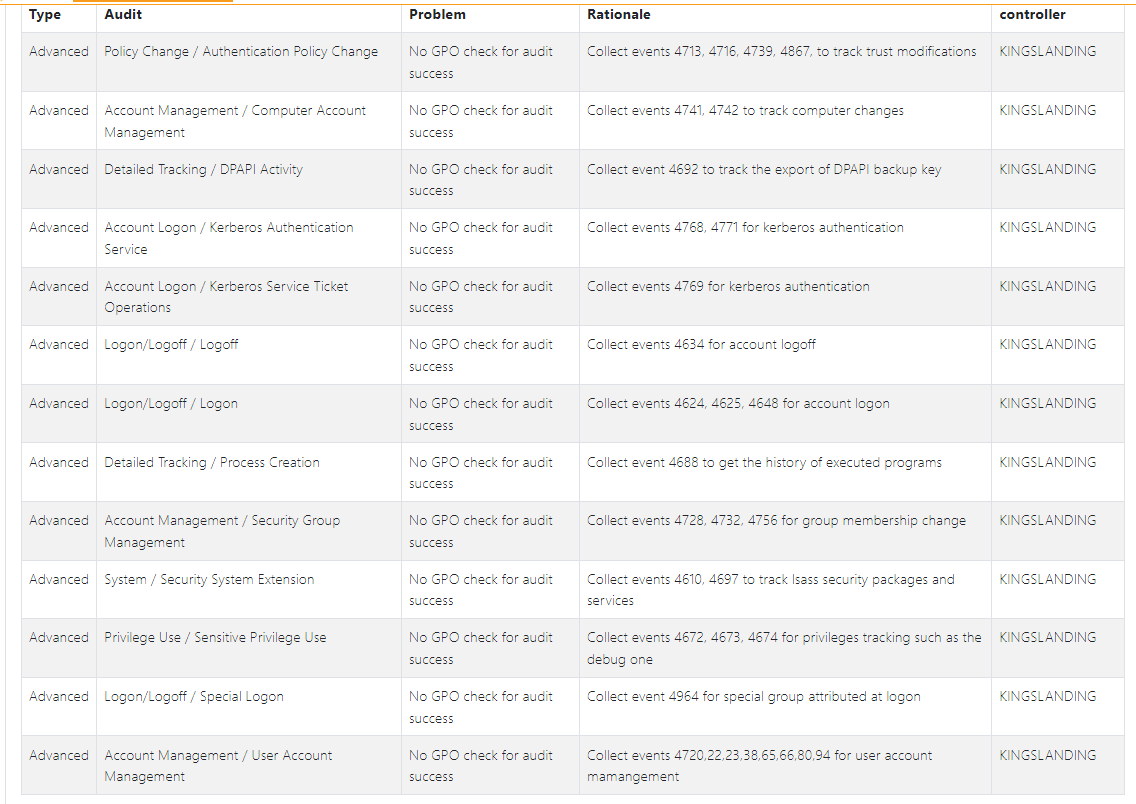 Type Audit Problem Rationale controller
Advanced Policy Change / Authentication Policy Change No GPO check for audit Collect events 4713, 4716, 4739, 4867, to track trust modifications KINGSLANDING
success
Advanced Account Management / Computer Account No GPO check for audit Collect events 4741, 4742 to track computer changes KINGSLANDING
Management success
Advanced Detailed Tracking / DPAPI Activity No GPO check for audit Collect event 4692 to track the export of DPAPI backup key KINGSLANDING
success
Advanced Account Logon / Kerberos Authentication No GPO check for audit Collect events 4768, 4771 for kerberos authentication KINGSLANDING
Service success
Advanced Account Logon / Kerberos Service Ticket No GPO check for audit Collect events 4769 for kerberos authentication KINGSLANDING
Operations success
Advanced Logon/Logoff / Logoff No GPO check for audit Collect events 4634 for account logoff KINGSLANDING
success
Advanced Logon/Logoff / Logon No GPO check for audit Collect events 4624, 4625, 4648 for account logon KINGSLANDING
success
Advanced Detailed Tracking / Process Creation No GPO check for audit Collect event 4688 to get the history of executed programs KINGSLANDING
success
Advanced Account Management / Security Group No GPO check for audit Collect events 4728, 4732, 4756 for group membership change KINGSLANDING
Management success
Advanced System / Security System Extension No GPO check for audit Collect events 4610, 4697 to track lsass security packages and KINGSLANDING
success services
Advanced Privilege Use / Sensitive Privilege Use No GPO check for audit Collect events 4672, 4673, 4674 for privileges tracking such as the KINGSLANDING
success debug one
Advanced Logon/Logoff / Special Logon No GPO check for audit Collect event 4964 for special group attributed at logon KINGSLANDING
success
Advanced Account Management / User Account No GPO check for audit Collect events 4720,22,23,38,65,66,80,94 for user account KINGSLANDING
Management success mamangement